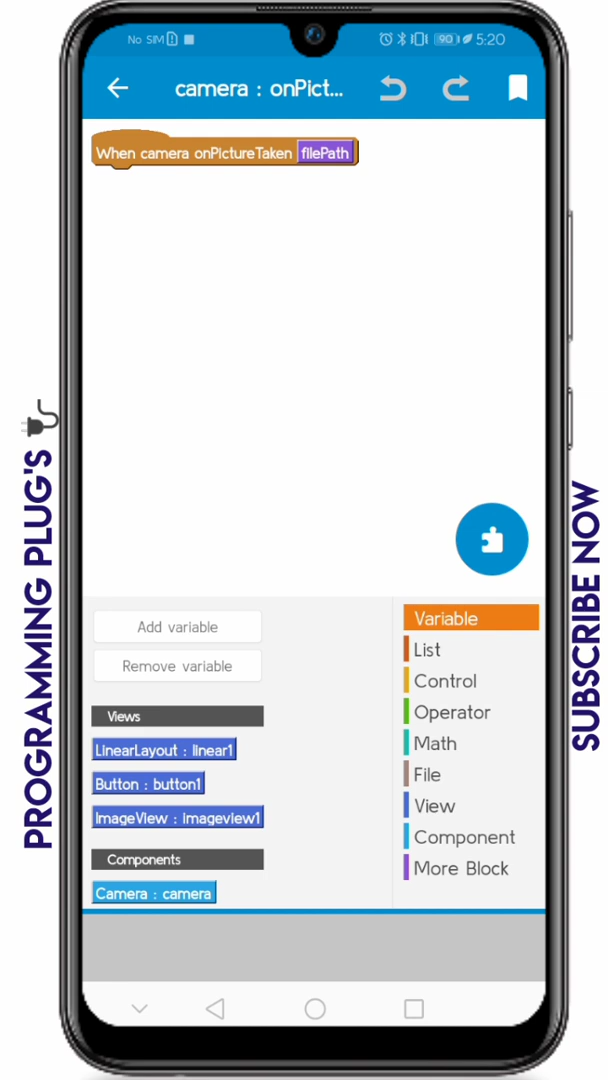 No SIM
90 5:20
camera : onPict...
When camera onPictureTaken filePath
Add variable
Remove variable
Views
LinearLayout : linear1
Button : button1
ImageView : imageview1
Components
Camera : camera
Variable
List
Control
Operator
Math
File
View
Component
More Block
PROGRAMMING PLUG'S
SUBSCRIBE NOW